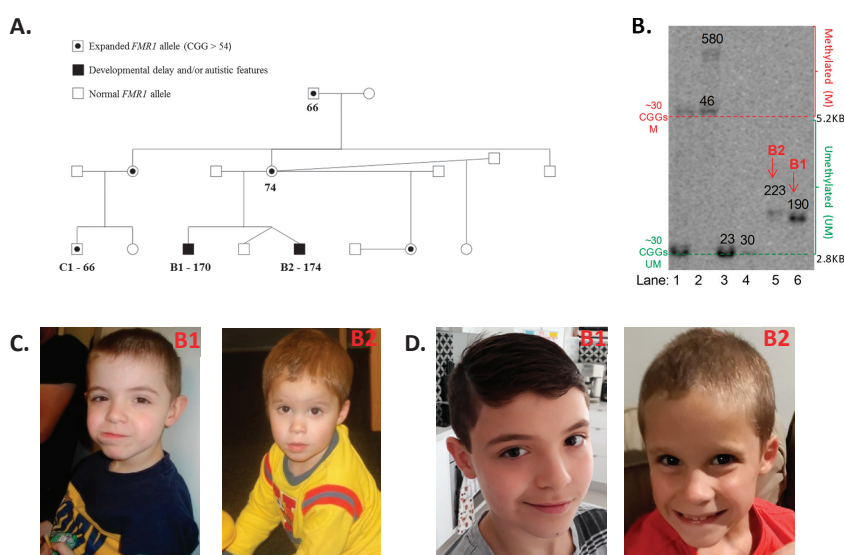 A.
Expanded FMR1 allele (CGG > 54)
Developmental delay and/or autistic features
Normal FMR1 allele
66
74
C1 - 66
B1 - 170
B2 - 174
B.
580
46
~30
CGGs
M
5.2KB
Methylated (M)
B2
B1
223
190
Umethylated (UM)
23
30
~30
CGGs
UM
2.8KB
Lane: 1 2 3 4 5 6
C.
B1
B2
D.
B1
B2